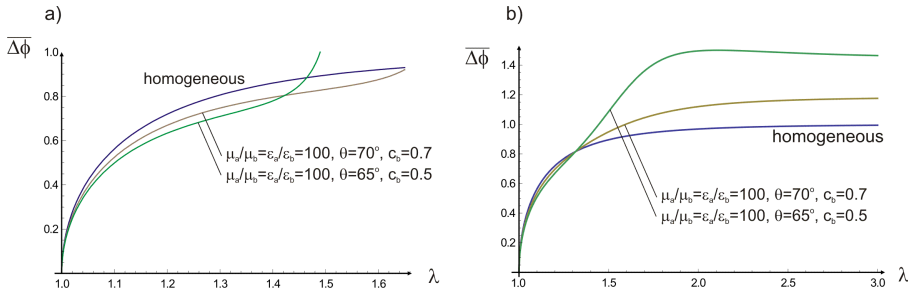 a)
Δϕ
1.0
0.8
0.6
0.4
0.2
1.0
1.1
1.2
1.3
1.4
1.5
1.6
λ
homogeneous
μa/μb=εa/εb=100, θ=70°, cb=0.7
μa/μb=εa/εb=100, θ=65°, cb=0.5
b)
Δϕ
1.4
1.2
1.0
0.8
0.6
0.4
0.2
1.0
1.5
2.0
2.5
3.0
λ
homogeneous
μa/μb=εa/εb=100, θ=70°, cb=0.7
μa/μb=εa/εb=100, θ=65°, cb=0.5